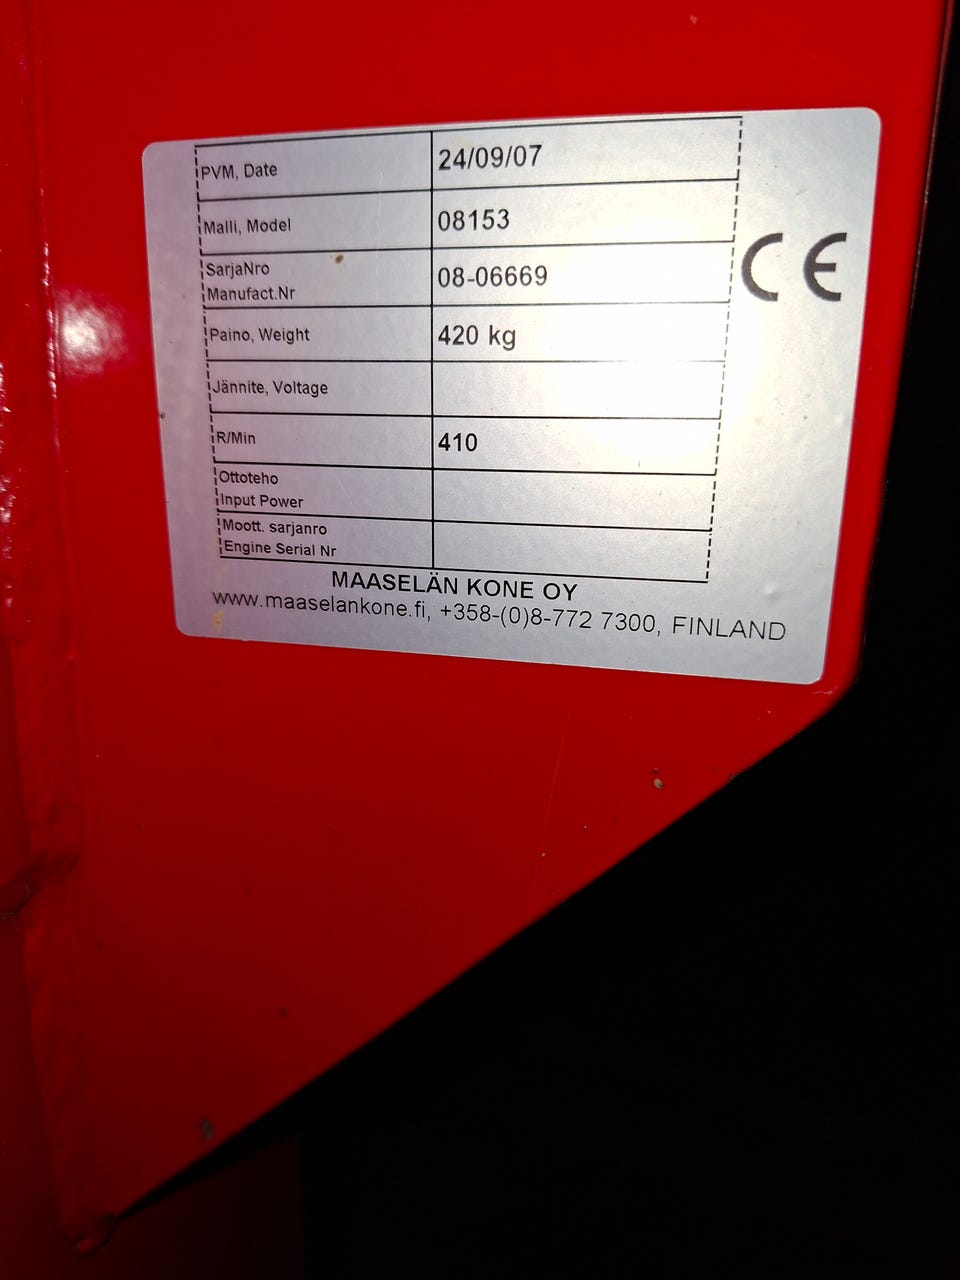 PVM, Date 24/09/07
Malli, Model 08153
SarjaNro
Manufact.Nr 08-06669
Paino, Weight 420 kg
Jännite, Voltage
R/Min 410
Ottoteho
Input Power
Moott. sarjanro
Engine Serial Nr
CE
MAASELÄN KONE OY
www.maaselankone.fi, +358-(0)8-772 7300, FINLAND